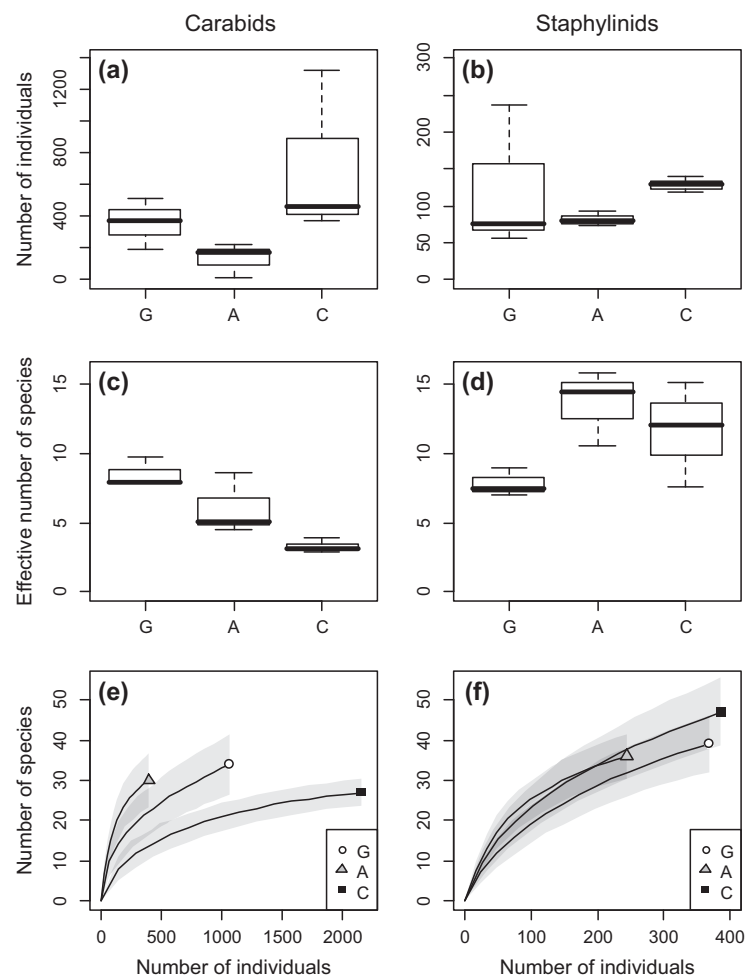 Carabids
Staphylinids
(a)
Number of individuals
0
400
800
1200
G A C
(b)
0
50
100
200
300
G A C
(c)
Effective number of species
0
5
10
15
G A C
(d)
0
5
10
15
G A C
(e)
Number of species
0
10
20
30
40
50
G
A
C
0 500 1000 1500 2000
Number of individuals
(f)
0
10
20
30
40
50
G
A
C
0 100 200 300 400
Number of individuals